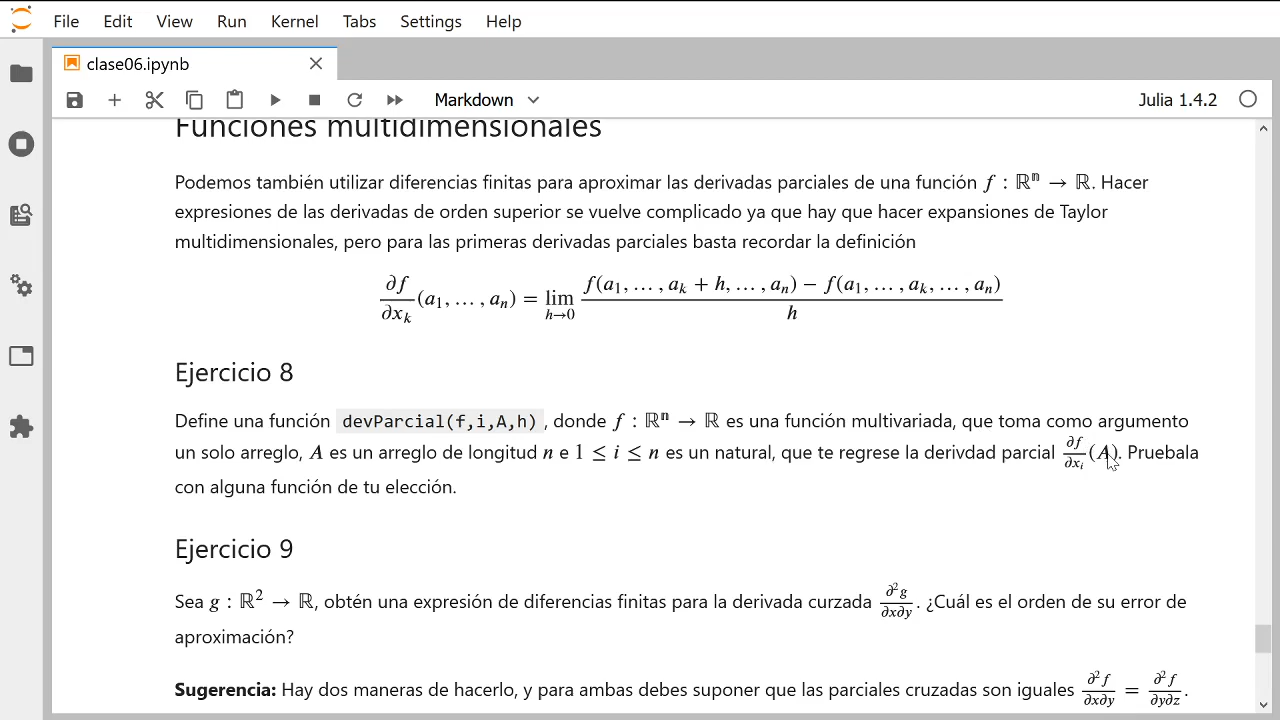 File Edit View Run Kernel Tabs Settings Help
clase06.ipynb
Markdown Julia 1.4.2
Funciones multidimensionales
Podemos también utilizar diferencias finitas para aproximar las derivadas parciales de una función f : ℝⁿ → ℝ. Hacer
expresiones de las derivadas de orden superior se vuelve complicado ya que hay que hacer expansiones de Taylor
multidimensionales, pero para las primeras derivadas parciales basta recordar la definición
∂f/∂xₖ (a₁, … , aₙ) = lim h→0 (f(a₁, … , aₖ + h, … , aₙ) − f(a₁, … , aₖ, … , aₙ))/h
Ejercicio 8
Define una función devParcial(f,i,A,h) , donde f : ℝⁿ → ℝ es una función multivariada, que toma como argumento
un solo arreglo, A es un arreglo de longitud n e 1 ≤ i ≤ n es un natural, que te regrese la derivdad parcial ∂f/∂xᵢ (A). Pruebala
con alguna función de tu elección.
Ejercicio 9
Sea g : ℝ² → ℝ, obtén una expresión de diferencias finitas para la derivada curzada ∂²g/∂x∂y. ¿Cuál es el orden de su error de
aproximación?
Sugerencia: Hay dos maneras de hacerlo, y para ambas debes suponer que las parciales cruzadas son iguales ∂²f/∂x∂y = ∂²f/∂y∂z.